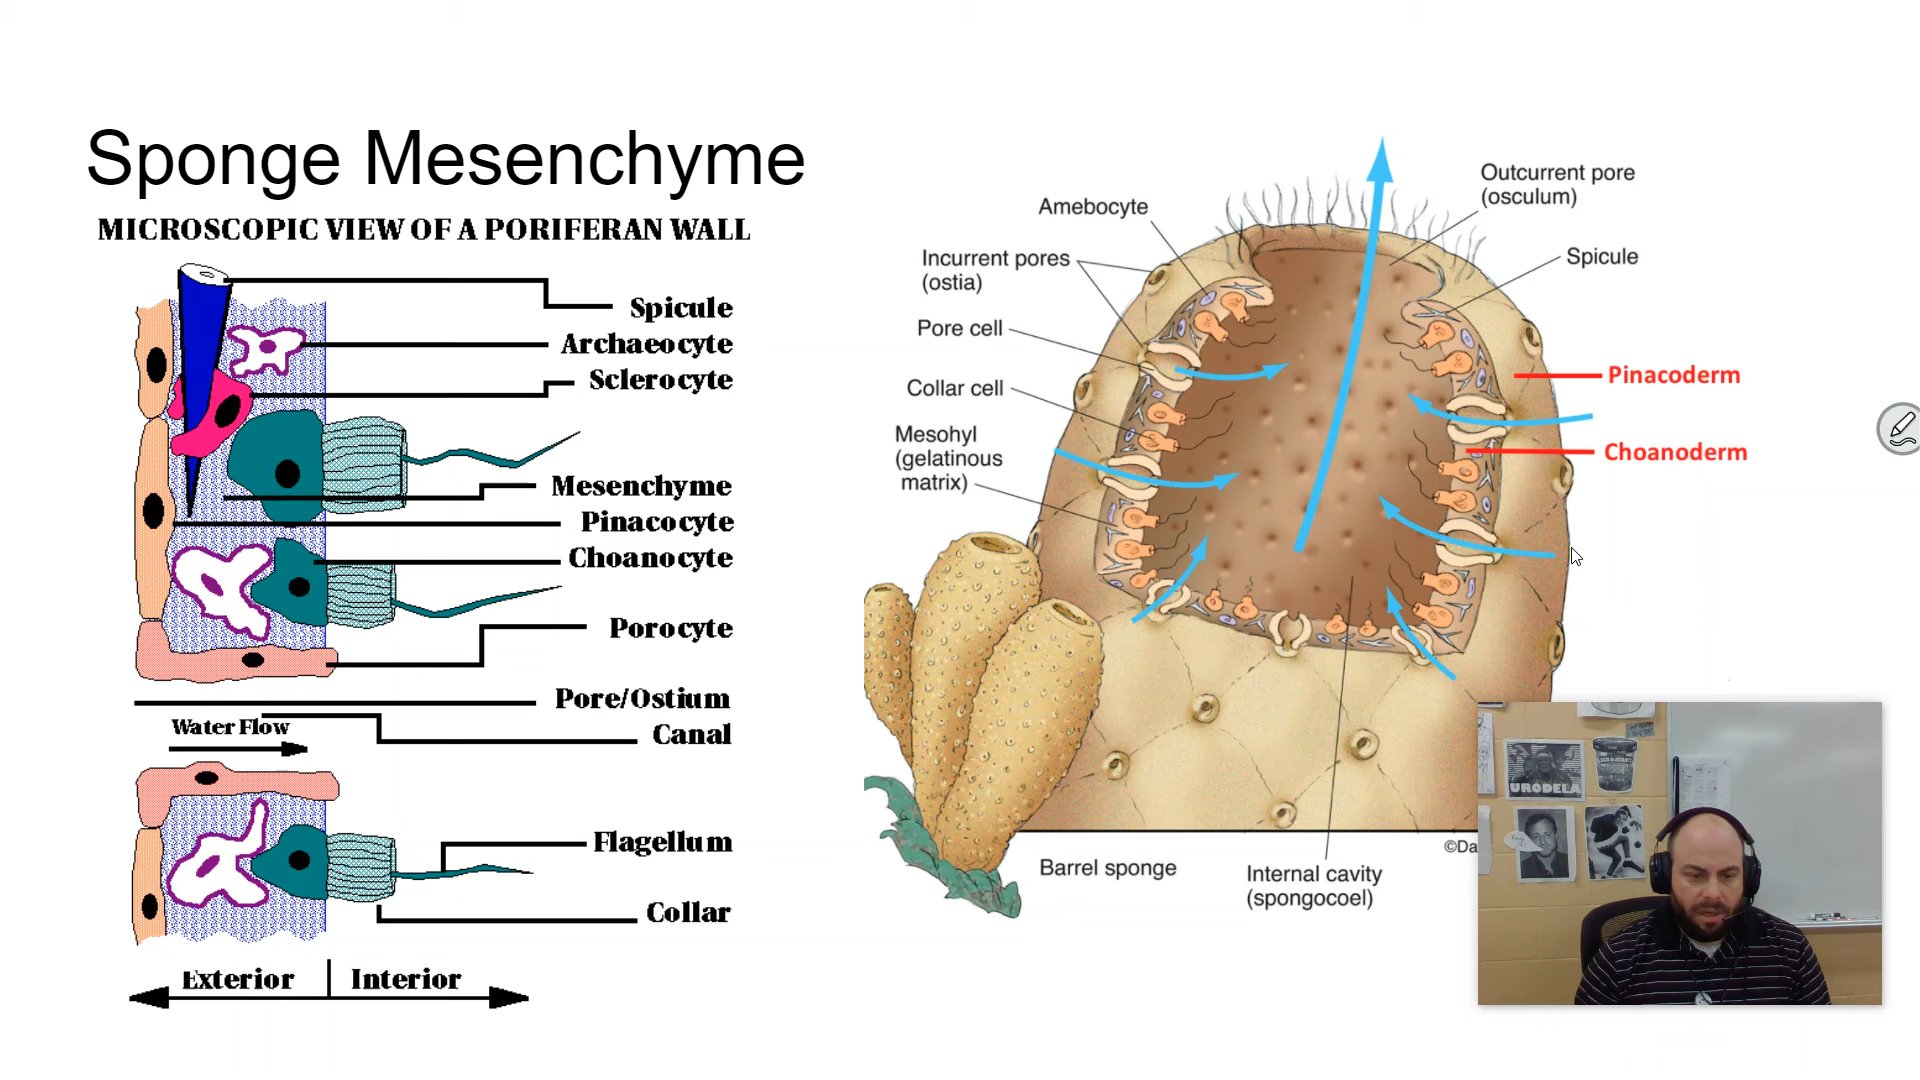 Sponge Mesenchyme
MICROSCOPIC VIEW OF A PORIFERAN WALL
Spicule
Archaeocyte
Sclerocyte
Mesenchyme
Pinacocyte
Choanocyte
Porocyte
Pore/Ostium
Water Flow
Canal
Flagellum
Collar
Exterior
Interior
Outcurrent pore
(osculum)
Amebocyte
Incurrent pores
(ostia)
Spicule
Pore cell
Pinacoderm
Collar cell
Mesohyl
(gelatinous
matrix)
Choanoderm
©Da
Barrel sponge
Internal cavity
(spongocoel)
URODELA